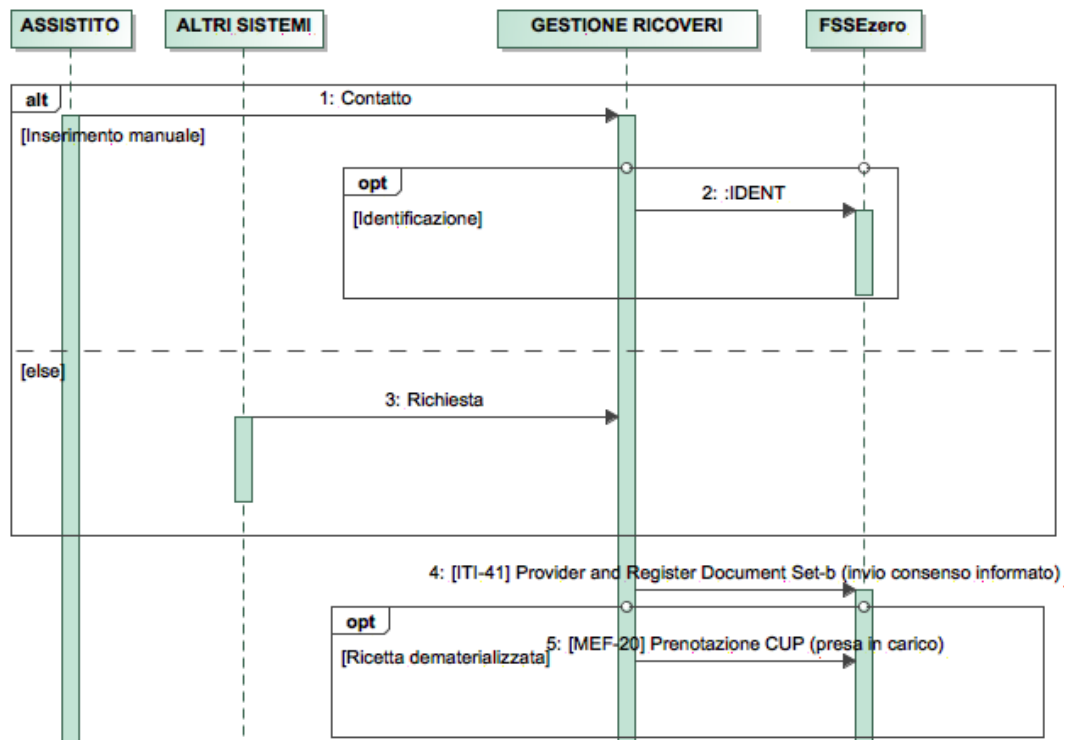 ASSISTITO
ALTRI SISTEMI
GESTIONE RICOVERI
FSSEzero
alt
1: Contatto
[Inserimento manuale]
opt
2: :IDENT
[Identificazione]
[else]
3: Richiesta
4: [ITI-41] Provider and Register Document Set-b (invio consenso informato)
opt
5: [MEF-20] Prenotazione CUP (presa in carico)
[Ricetta dematerializzata]